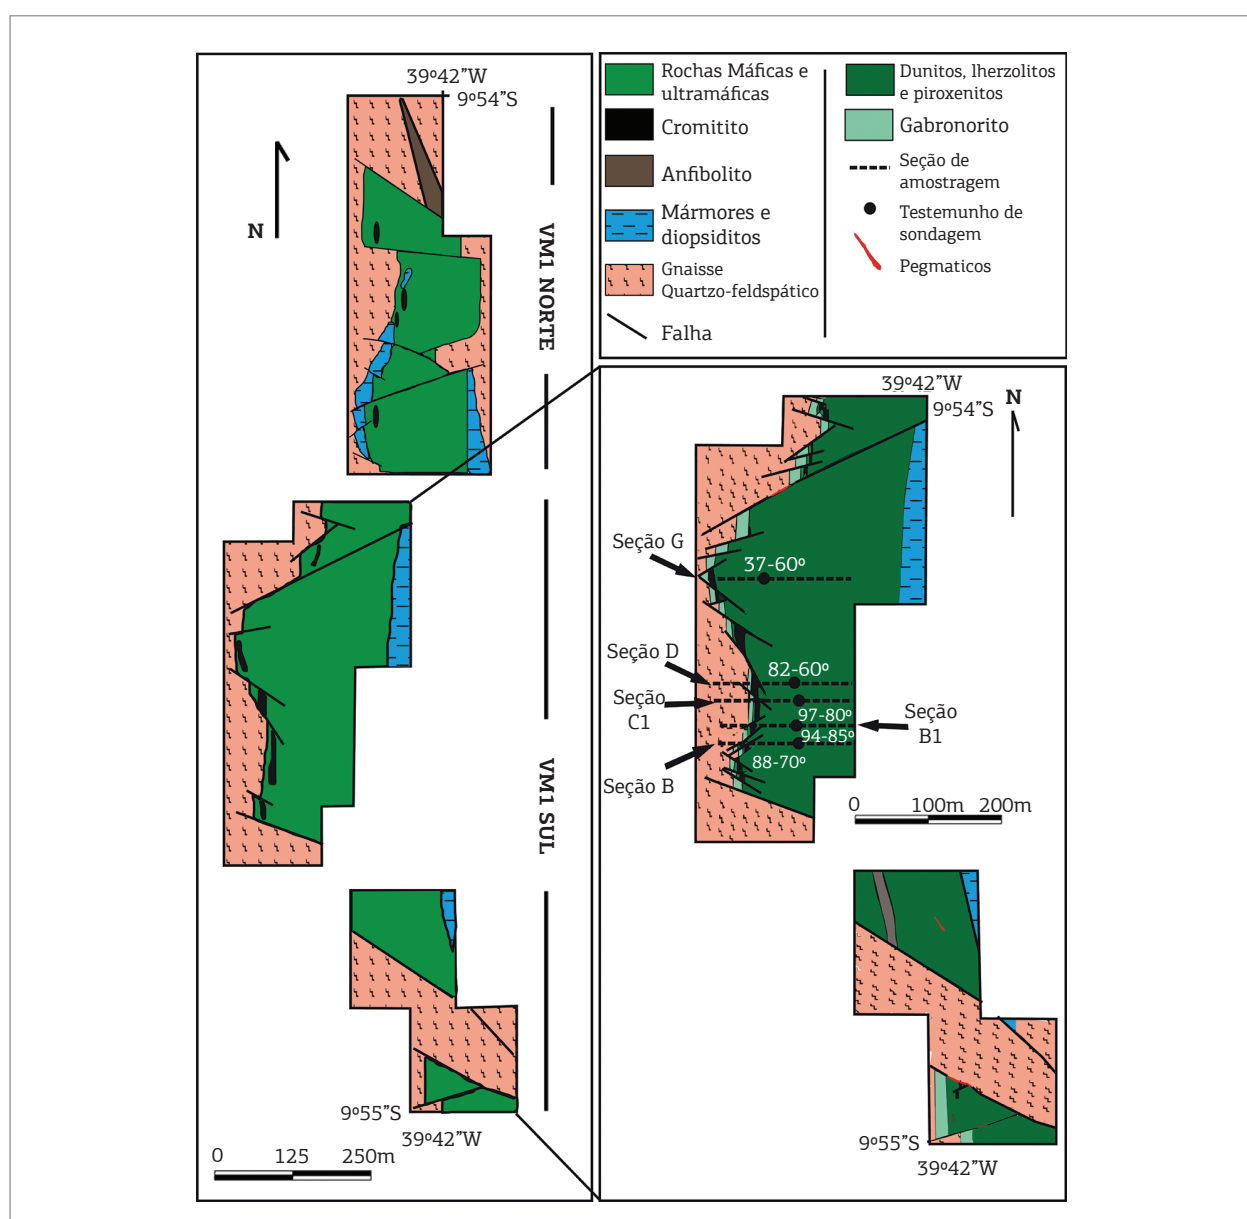 39º42”W
9º54”S
N
VM1 NORTE
VM1 SUL
9º55”S
39º42”W
0 125 250m
Rochas Máficas e
ultramáficas
Cromitito
Anfibolito
Mármores e
diopsiditos
Gnaisse
Quartzo-feldspático
Falha
Dunitos, lherzolitos
e piroxenitos
Gabronorito
Seção de
amostragem
Testemunho de
sondagem
Pegmaticos
39º42”W
9º54”S
N
Seção G
37-60º
Seção D
82-60º
Seção
C1
97-80º
Seção
B1
94-85º
Seção B
88-70º
0 100m 200m
9º55”S
39º42”W